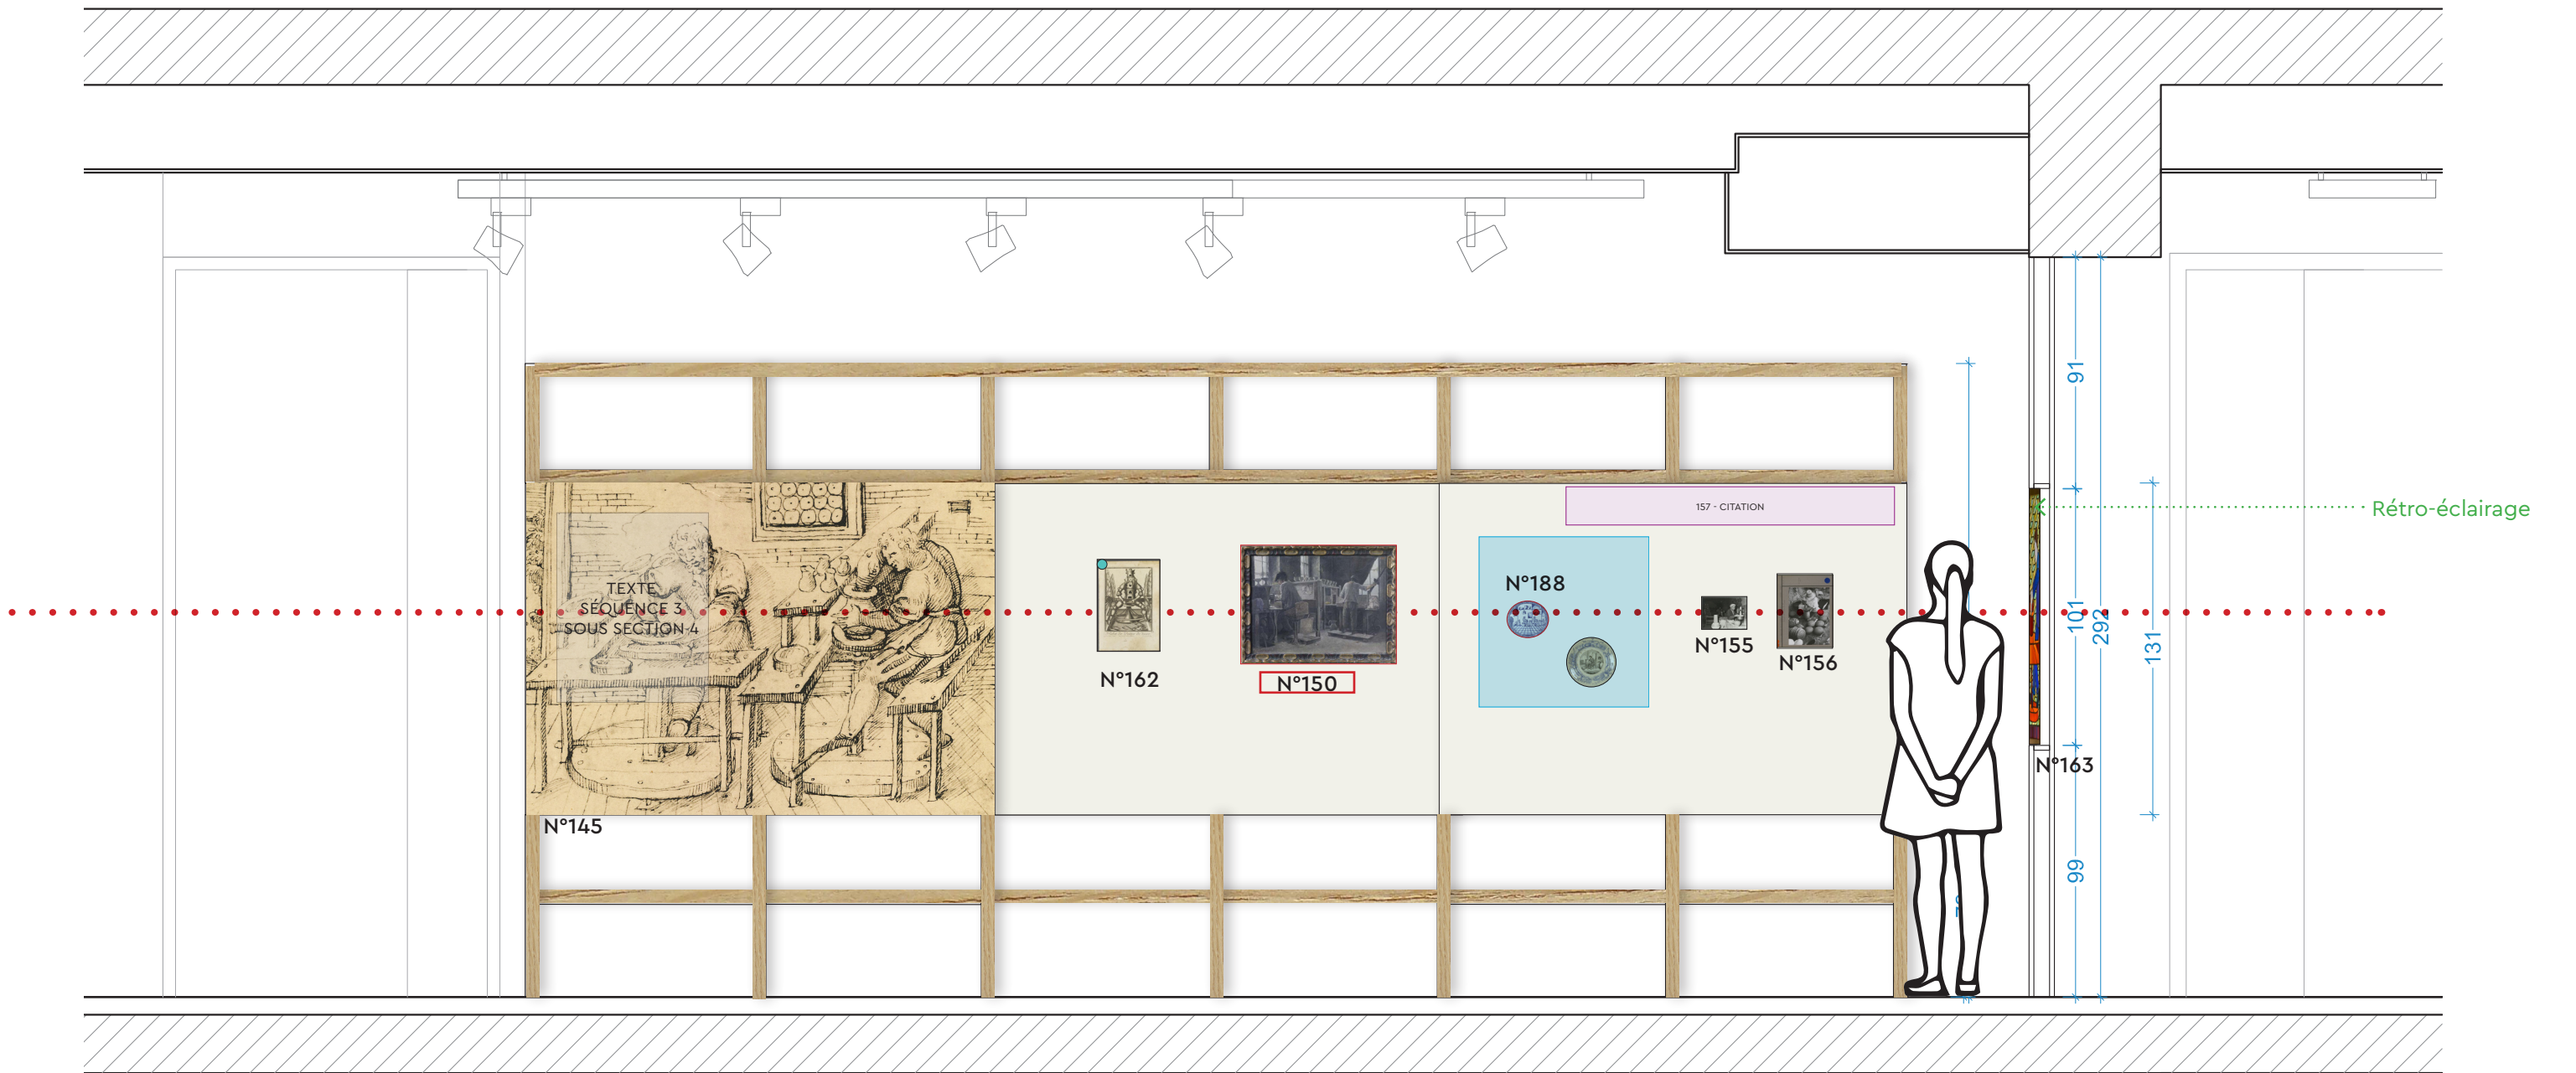 91
157 - CITATION
Rétro-éclairage
N°188
TEXTE
SÉQUENCE 3
SOUS SECTION 4
101
292
131
N°155
N°156
N°162
N°150
N°163
N°145
99